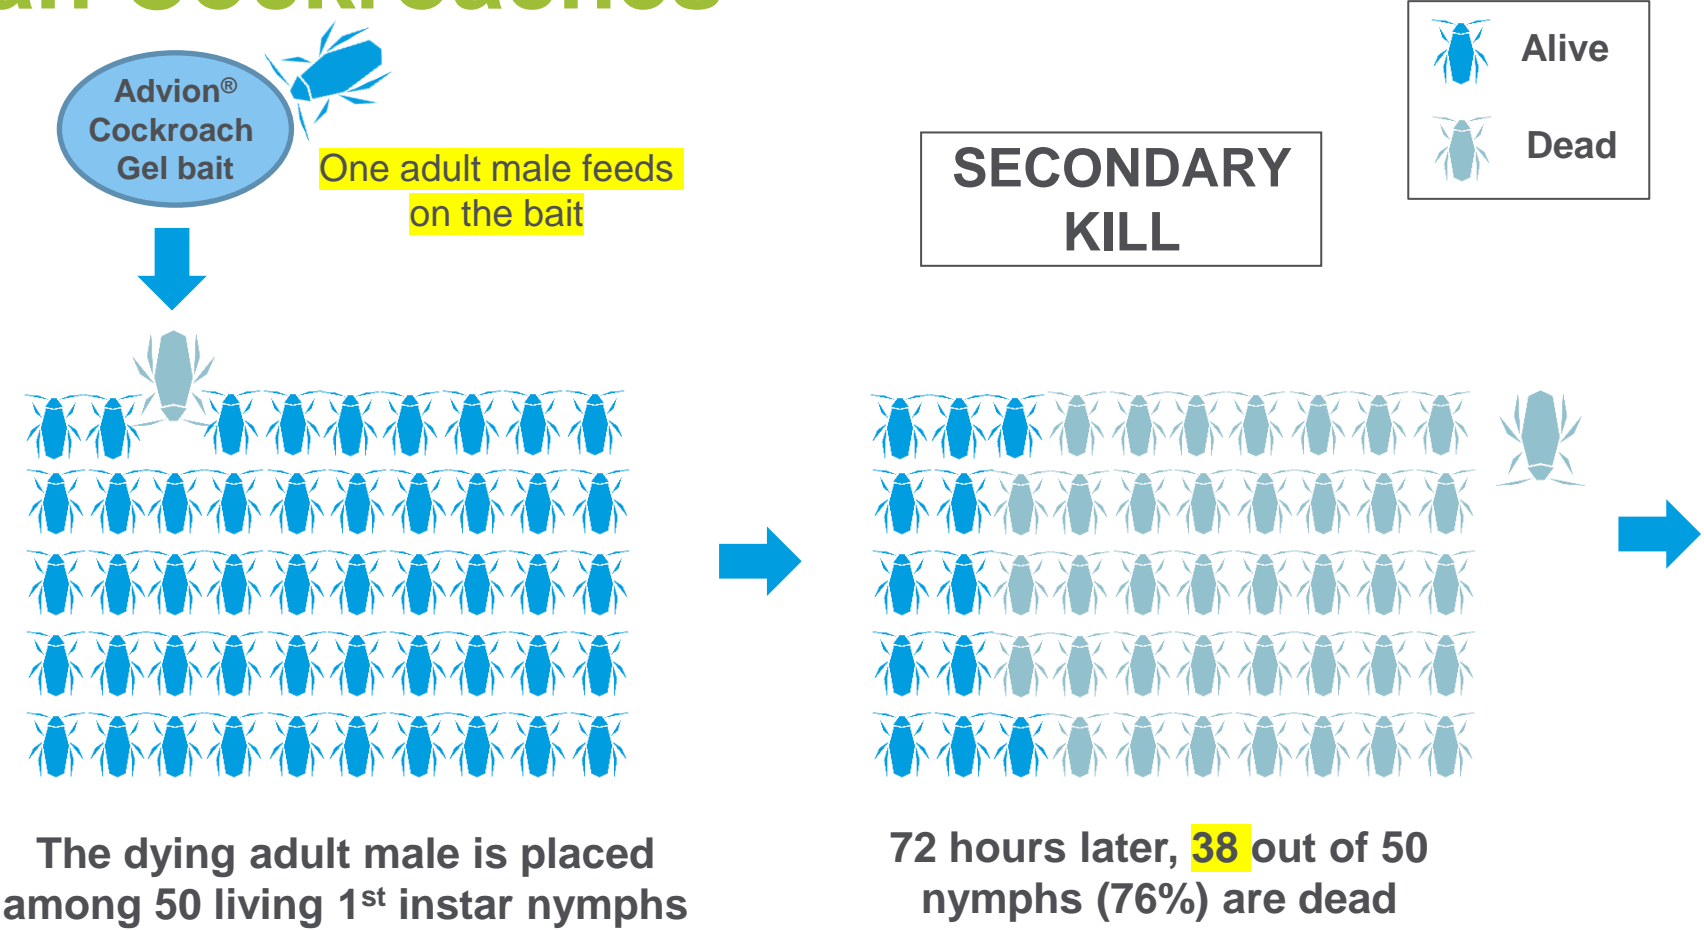 Advion®
Cockroach
Gel bait
One adult male feeds
on the bait
SECONDARY
KILL
Alive
Dead
The dying adult male is placed
among 50 living 1st instar nymphs
72 hours later, 38 out of 50
nymphs (76%) are dead